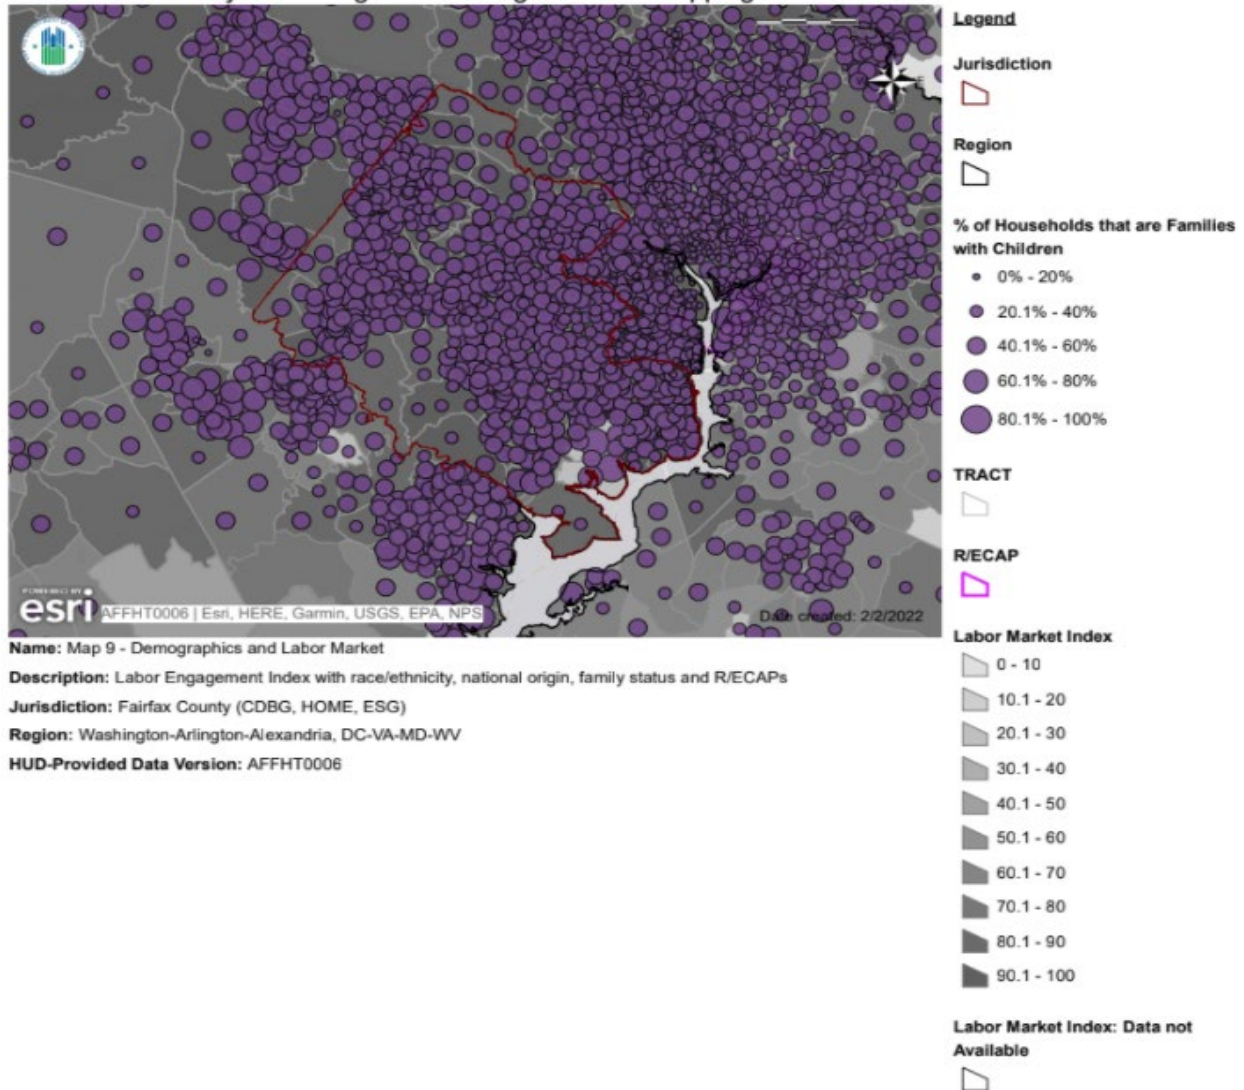 Legend
Jurisdiction
Region
% of Households that are Families
with Children
0% - 20%
20.1% - 40%
40.1% - 60%
60.1% - 80%
80.1% - 100%
TRACT
R/ECAP
Labor Market Index
0 - 10
10.1 - 20
20.1 - 30
30.1 - 40
40.1 - 50
50.1 - 60
60.1 - 70
70.1 - 80
80.1 - 90
90.1 - 100
Labor Market Index: Data not
Available
POWERED BY
esri
AFFHT0006 | Esri, HERE, Garmin, USGS, EPA, NPS
Date created: 2/2/2022
Name: Map 9 - Demographics and Labor Market
Description: Labor Engagement Index with race/ethnicity, national origin, family status and R/ECAPs
Jurisdiction: Fairfax County (CDBG, HOME, ESG)
Region: Washington-Arlington-Alexandria, DC-VA-MD-WV
HUD-Provided Data Version: AFFHT0006